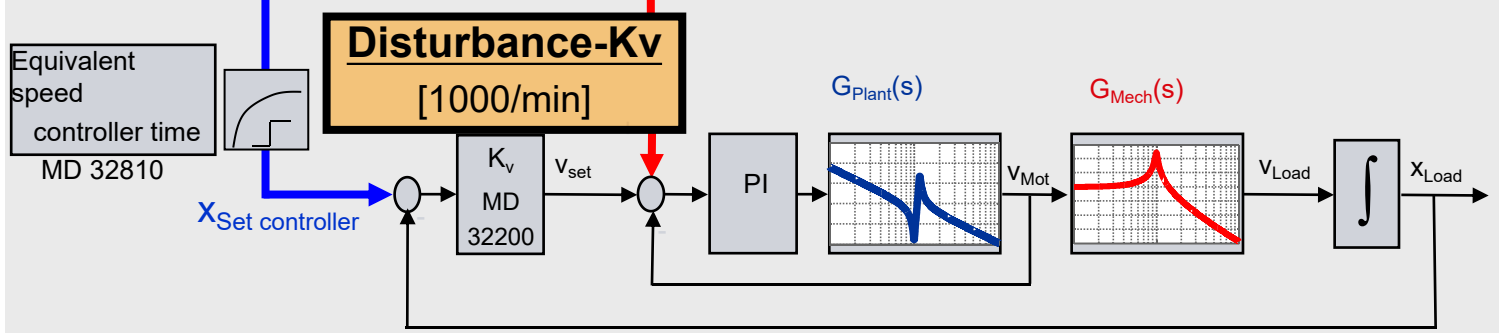 Equivalent
speed
controller time
MD 32810
Disturbance-Kv
[1000/min]
G_Plant(s)
G_Mech(s)
K_v
MD
32200
v_set
PI
v_Mot
v_Load
∫
x_Load
x_Set controller